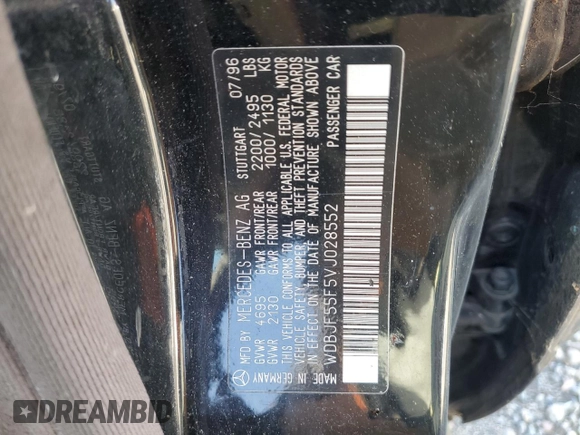 MFD BY MERCEDES-BENZ AG STUTTGART 07/96
GVWR 4695 GAWR FRONT/REAR 2200/2495 LBS
GVWR 2130 GAWR FRONT/REAR 1000/1130 KG
THIS VEHICLE CONFORMS TO ALL APPLICABLE U.S. FEDERAL MOTOR
VEHICLE SAFETY, BUMPER, AND THEFT PREVENTION STANDARDS
IN EFFECT ON THE DATE OF MANUFACTURE SHOWN ABOVE
WDBJF55F5VJ028552 PASSENGER CAR
MADE IN GERMANY
DREAMBID